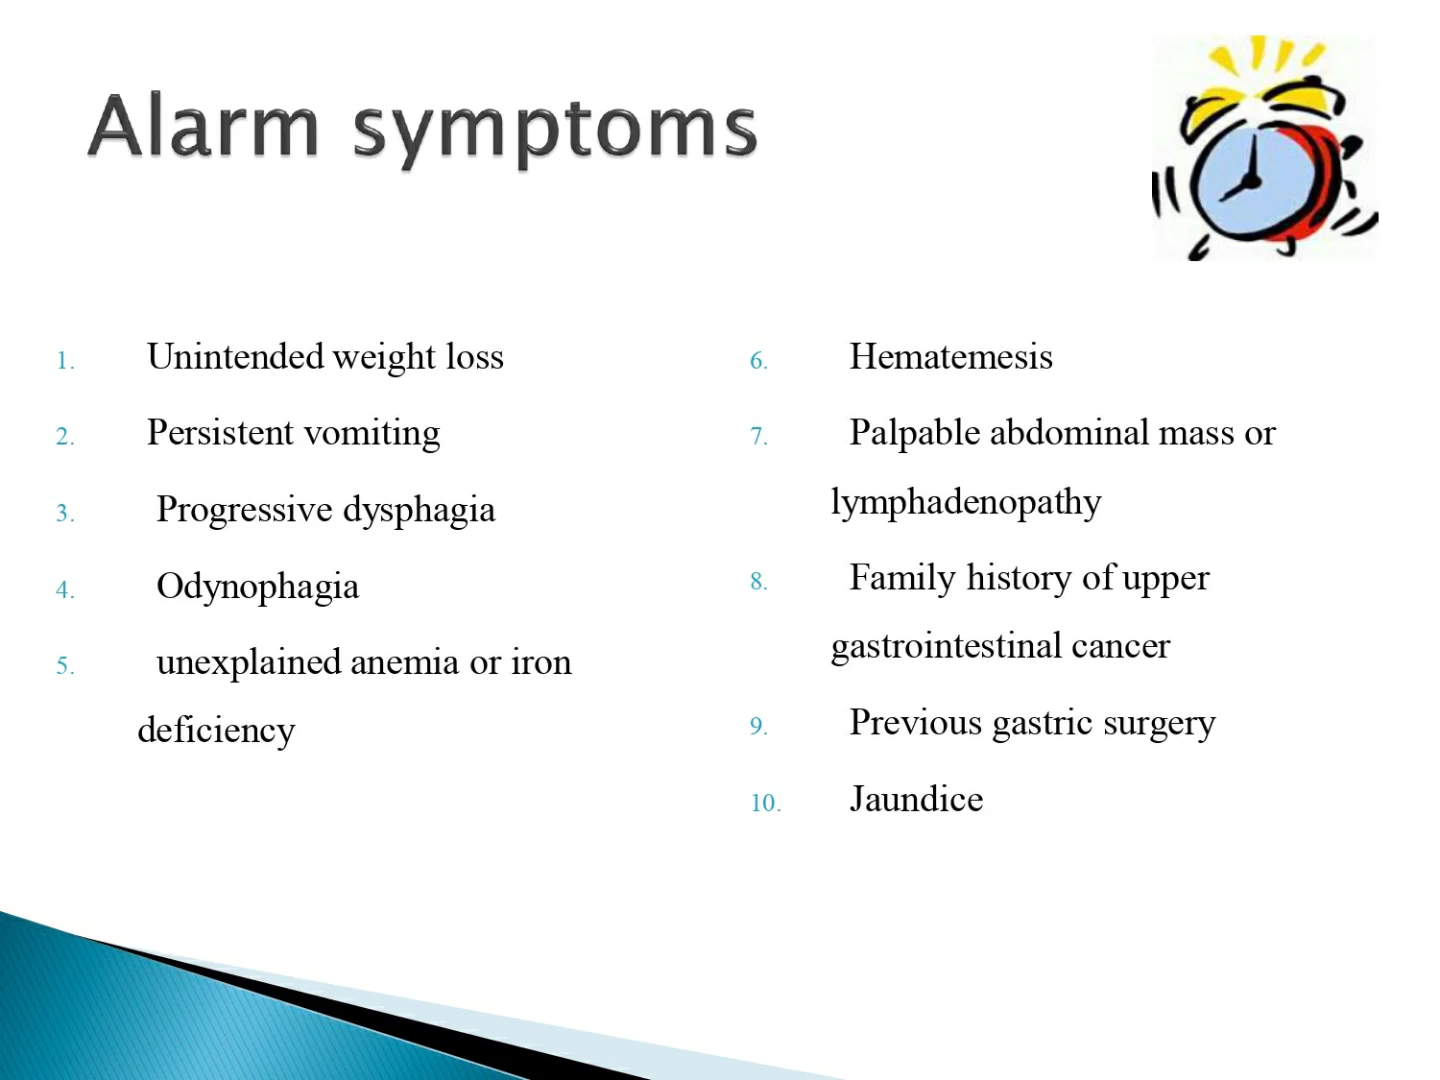 Alarm symptoms
1. Unintended weight loss
2. Persistent vomiting
3. Progressive dysphagia
4. Odynophagia
5. unexplained anemia or iron
deficiency
6. Hematemesis
7. Palpable abdominal mass or
lymphadenopathy
8. Family history of upper
gastrointestinal cancer
9. Previous gastric surgery
10. Jaundice